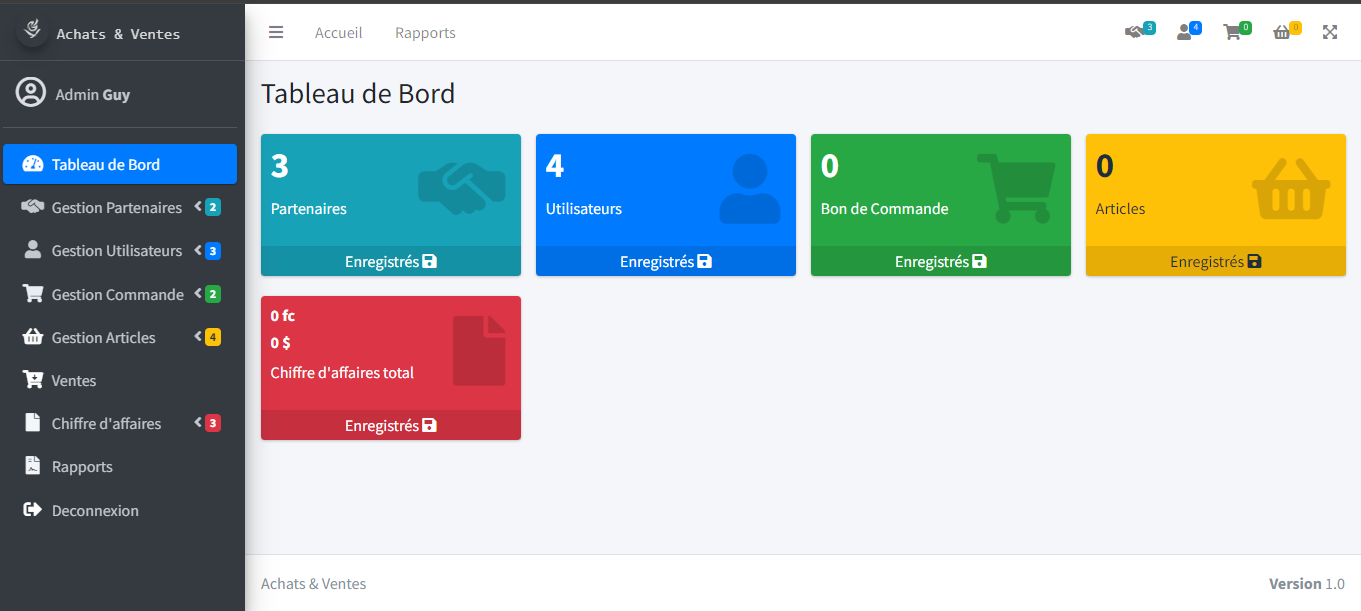 Achats & Ventes
Admin Guy
Tableau de Bord
Gestion Partenaires 2
Gestion Utilisateurs 3
Gestion Commande 2
Gestion Articles 4
Ventes
Chiffre d'affaires 3
Rapports
Deconnexion
Accueil Rapports 3 4 0 0
Tableau de Bord
3
Partenaires
Enregistrés
4
Utilisateurs
Enregistrés
0
Bon de Commande
Enregistrés
0
Articles
Enregistrés
0 fc
0 $
Chiffre d'affaires total
Enregistrés
Achats & Ventes Version 1.0